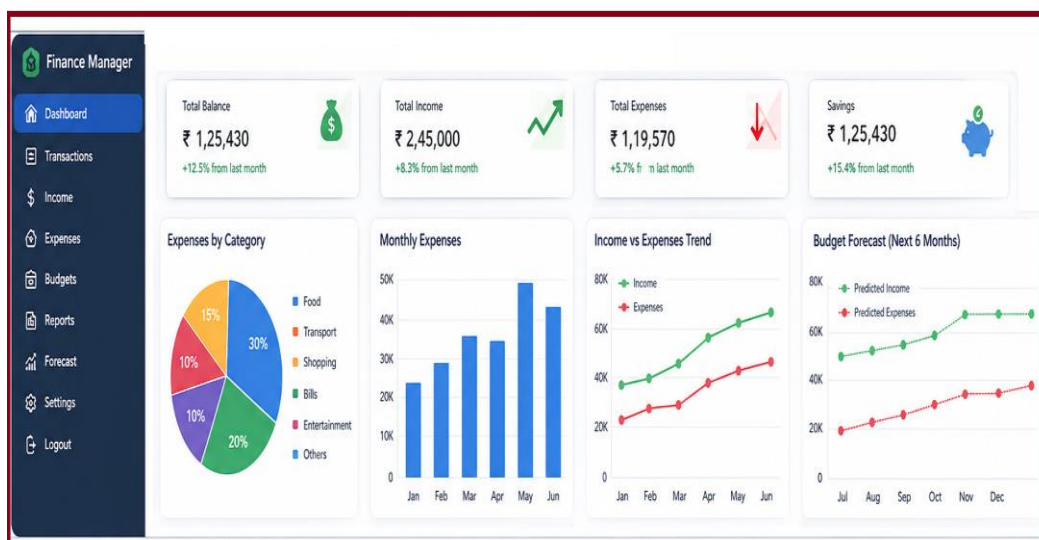 Finance Manager
Dashboard
Transactions
Income
Expenses
Budgets
Reports
Forecast
Settings
Logout
Total Balance
₹ 1,25,430
+12.5% from last month
$
Total Income
₹ 2,45,000
+8.3% from last month
Total Expenses
₹ 1,19,570
+5.7% last month
Savings
₹ 1,25,430
+15.4% from last month
Expenses by Category
15%
30%
10%
10%
20%
Food
Transport
Shopping
Bills
Entertainment
Others
Monthly Expenses
50K
40K
30K
20K
10K
0
Jan Feb Mar Apr May Jun
Income vs Expenses Trend
80K
60K
40K
20K
0
Income
Expenses
Jan Feb Mar Apr May Jun
Budget Forecast (Next 6 Months)
80K
60K
40K
20K
0
Predicted Income
Predicted Expenses
Jul Aug Sep Oct Nov Dec